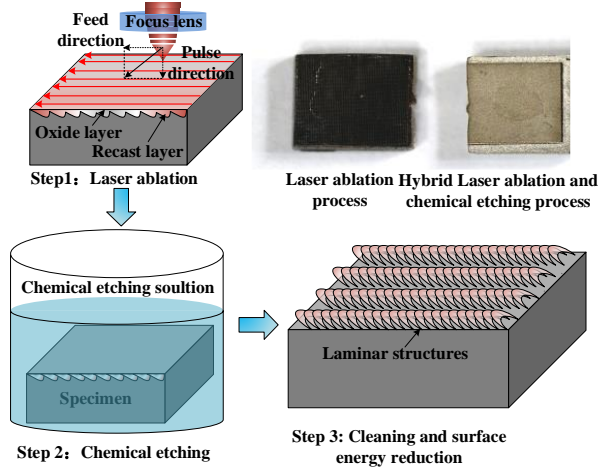 Feed
direction
Focus lens
Pulse
direction
Oxide layer
Recast layer
Step1：Laser ablation
Laser ablation
process
Hybrid Laser ablation and
chemical etching process
Chemical etching soultion
Specimen
Step 2：Chemical etching
Laminar structures
Step 3: Cleaning and surface
energy reduction